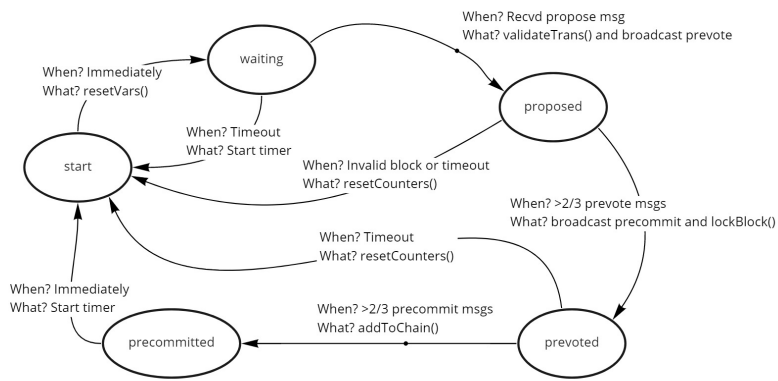 When? Recvd propose msg
What? validateTrans() and broadcast prevote
waiting
When? Immediately
What? resetVars()
proposed
When? Timeout
What? Start timer
start
When? Invalid block or timeout
What? resetCounters()
When? >2/3 prevote msgs
What? broadcast precommit and lockBlock()
When? Timeout
What? resetCounters()
When? Immediately
What? Start timer
When? >2/3 precommit msgs
What? addToChain()
precommitted
prevoted